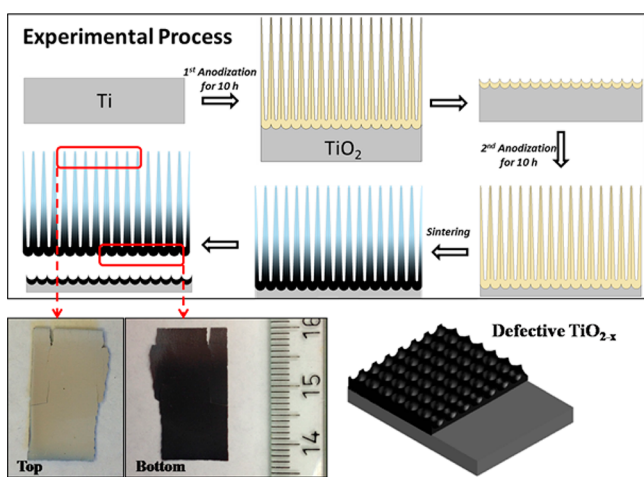 Experimental Process
Ti
1st Anodization
for 10 h
TiO2
2nd Anodization
for 10 h
Sintering
Top
Bottom
16
15
14
Defective TiO2-x